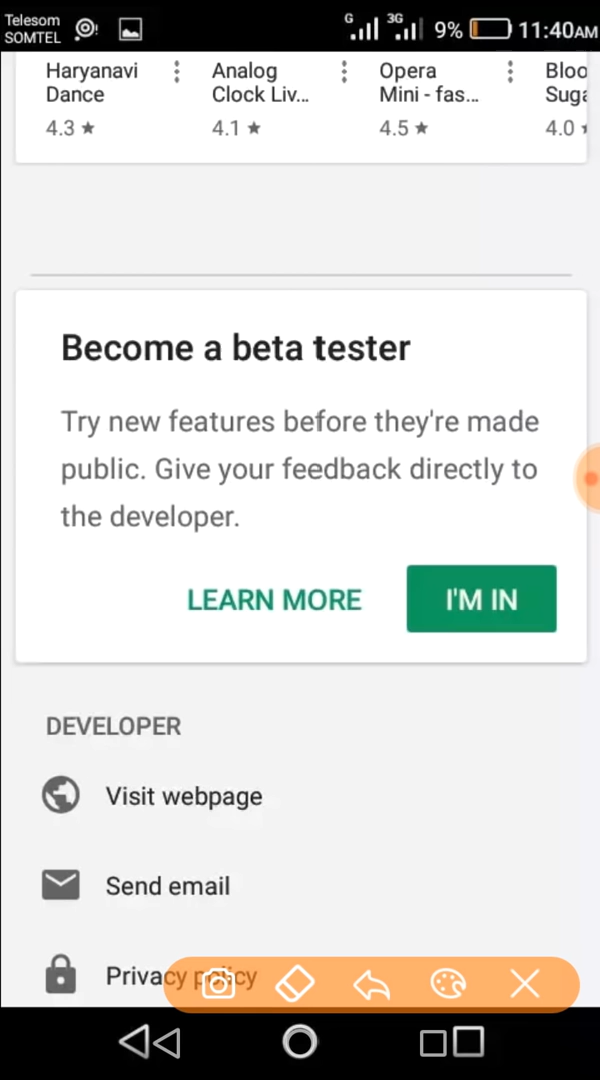 Telesom
SOMTEL
G 3G 9% 11:40AM
Haryanavi Analog Opera Bloo
Dance Clock Liv... Mini - fas... Suga
4.3 ★ 4.1 ★ 4.5 ★ 4.0
Become a beta tester
Try new features before they're made
public. Give your feedback directly to
the developer.
LEARN MORE I'M IN
DEVELOPER
Visit webpage
Send email
Privacy policy